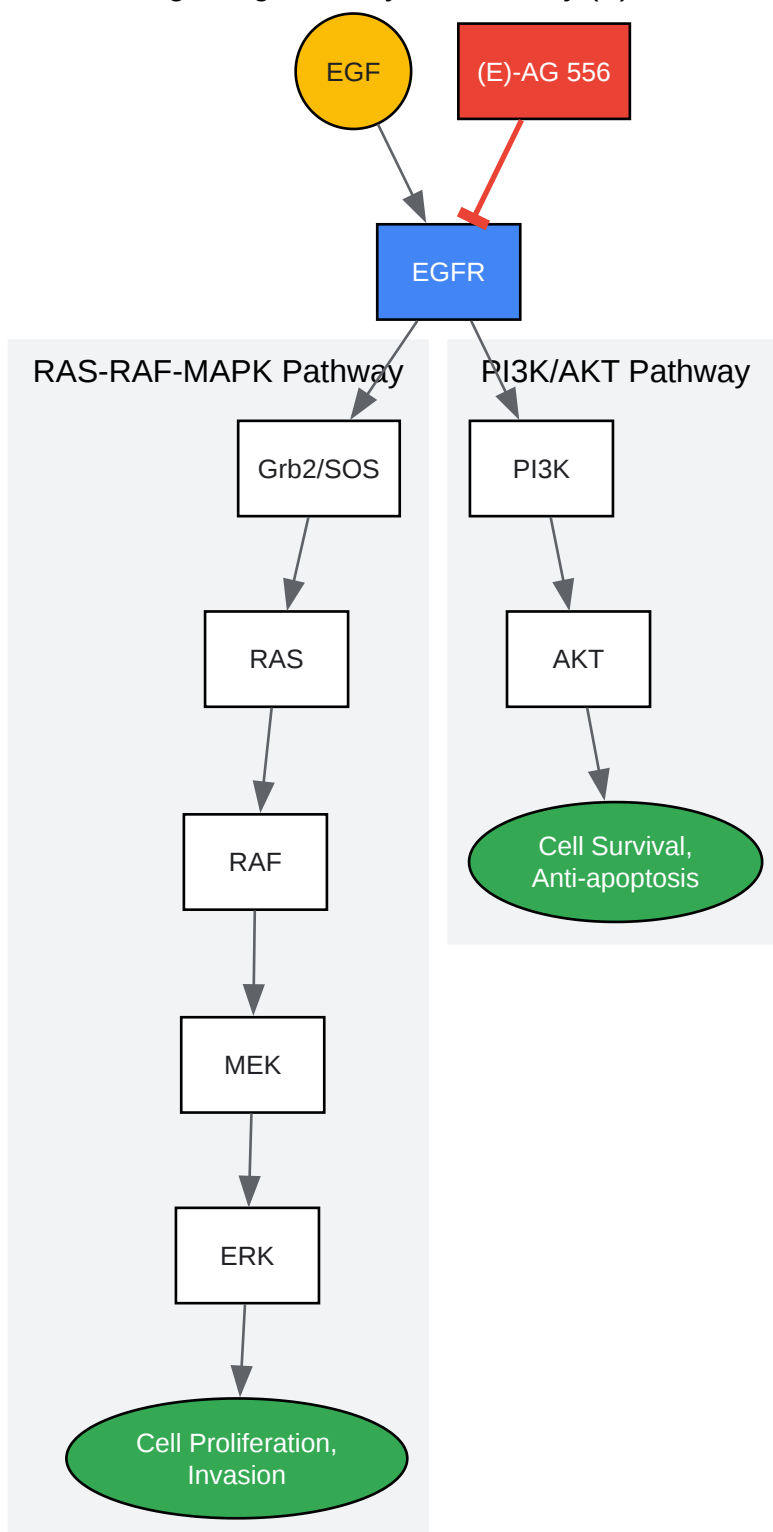 EGF
(E)-AG 556
EGFR
RAS-RAF-MAPK Pathway
PI3K/AKT Pathway
Grb2/SOS
PI3K
RAS
AKT
RAF
Cell Survival,
Anti-apoptosis
MEK
ERK
Cell Proliferation,
Invasion